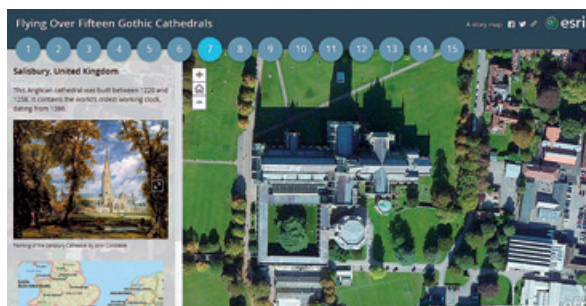 Flying Over Fifteen Gothic Cathedrals
A story map
esri
1 2 3 4 5 6 7 8 9 10 11 12 13 14 15
Salisbury, United Kingdom
This Anglican cathedral was built between 1220 and
1258. It contains the world's oldest working clock,
dating from 1386.
Painting of the Salisbury Cathedral by John Constable